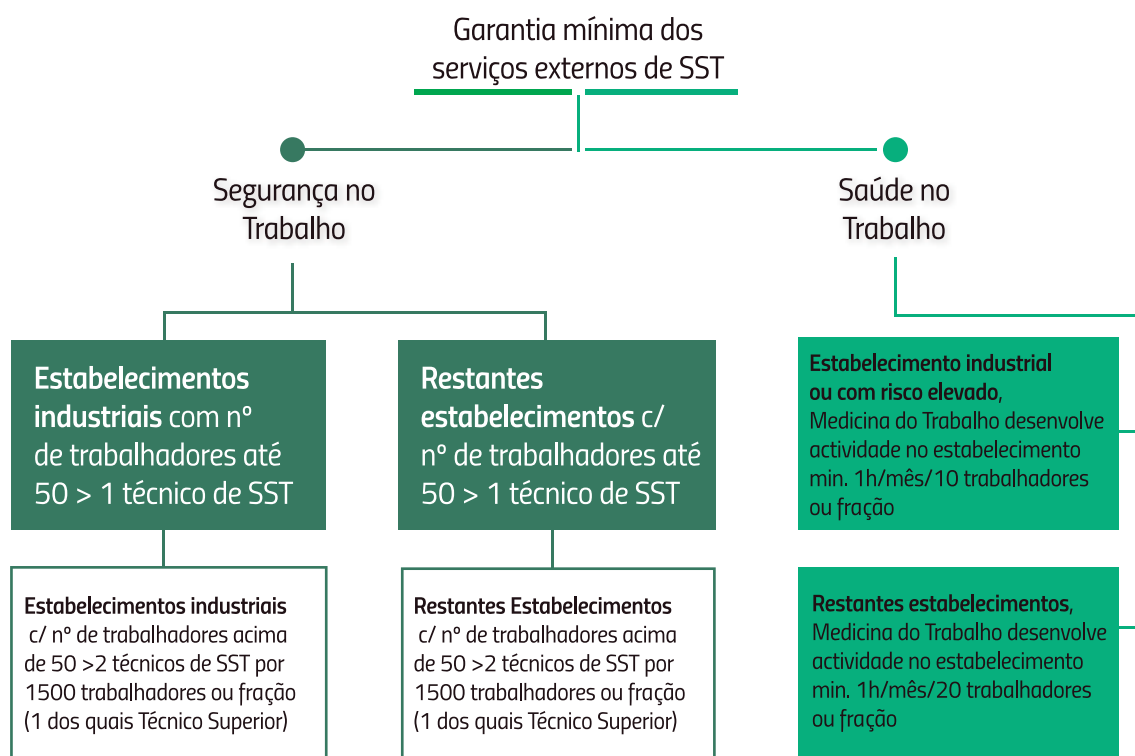 Garantia mínima dos
serviços externos de SST
Segurança no
Trabalho
Saúde no
Trabalho
Estabelecimentos
industriais com nº
de trabalhadores até
50 > 1 técnico de SST
Restantes
estabelecimentos c/
nº de trabalhadores até
50 > 1 técnico de SST
Estabelecimento industrial
ou com risco elevado,
Medicina do Trabalho desenvolve
actividade no estabelecimento
min. 1h/mês/10 trabalhadores
ou fração
Estabelecimentos industriais
c/ nº de trabalhadores acima
de 50 >2 técnicos de SST por
1500 trabalhadores ou fração
(1 dos quais Técnico Superior)
Restantes Estabelecimentos
c/ nº de trabalhadores acima
de 50 >2 técnicos de SST por
1500 trabalhadores ou fração
(1 dos quais Técnico Superior)
Restantes estabelecimentos,
Medicina do Trabalho desenvolve
actividade no estabelecimento
min. 1h/mês/20 trabalhadores
ou fração